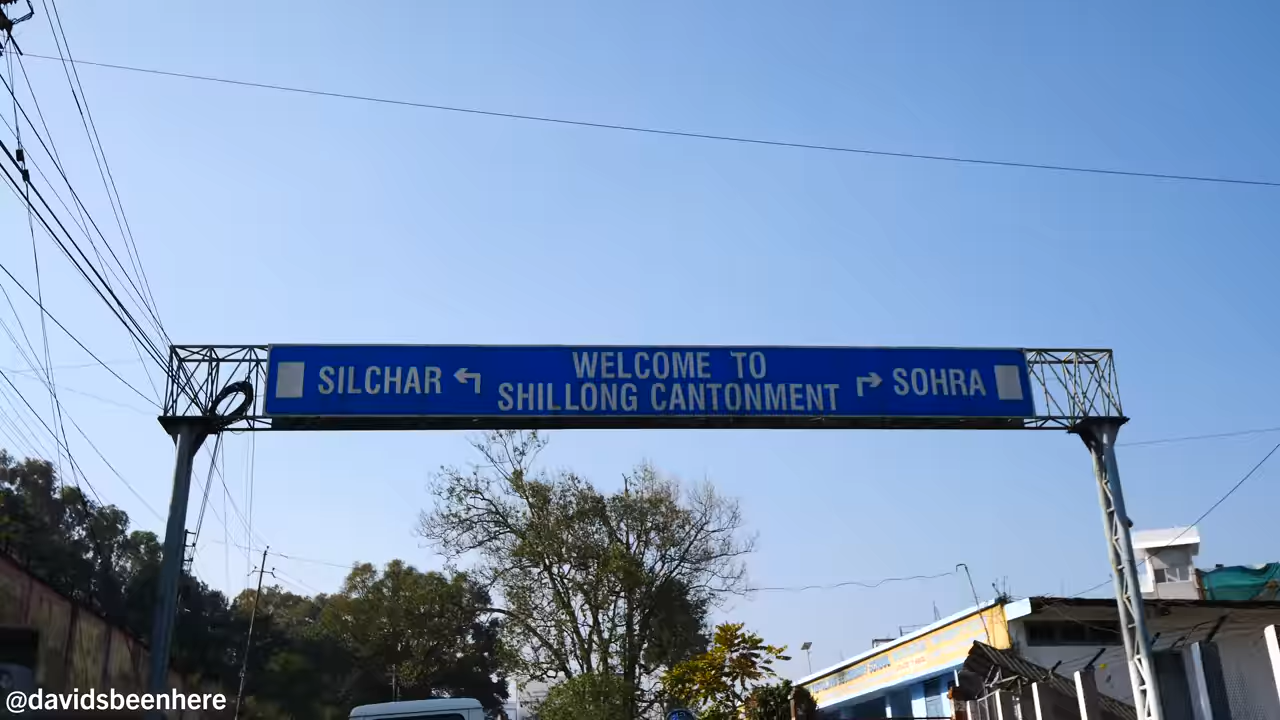 SILCHAR
WELCOME TO
SHILLONG CANTONMENT
SOHRA
@davidsbeenhere